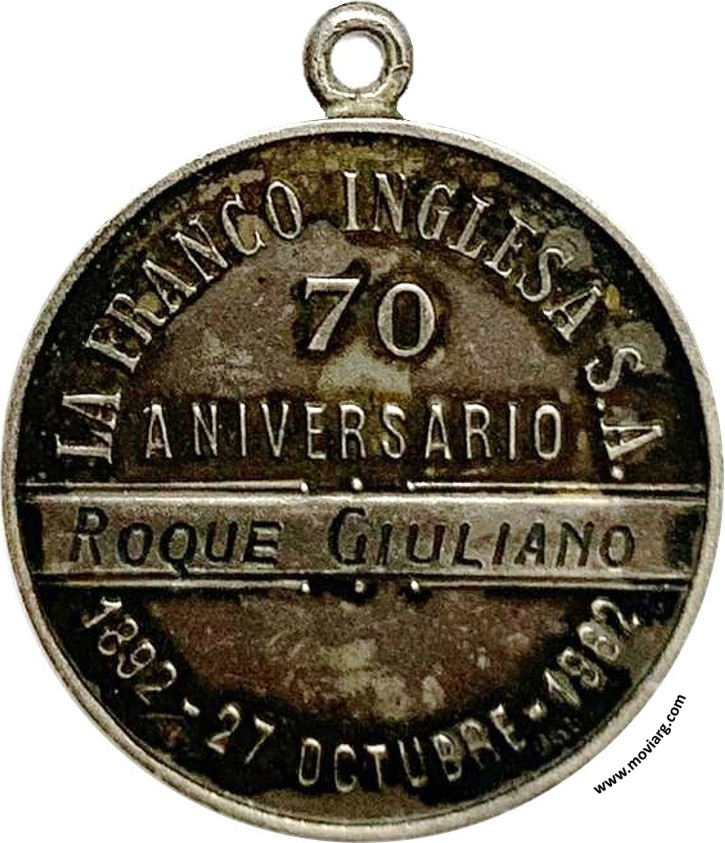 LA FRANCO INGLESA S.A.
70
ANIVERSARIO
ROQUE GIULIANO
1892 - 27 OCTUBRE - 1962
www.moviarg.com